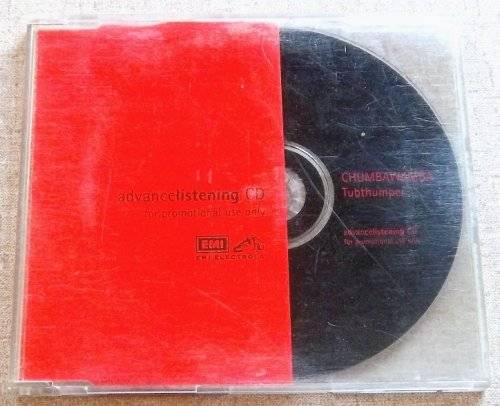 advancelistening CD
for promotional use only
EMI
EMI ELECTROLA
CHUMBAWAMBA
Tubthumper
advancelistening CD
for promotional use only